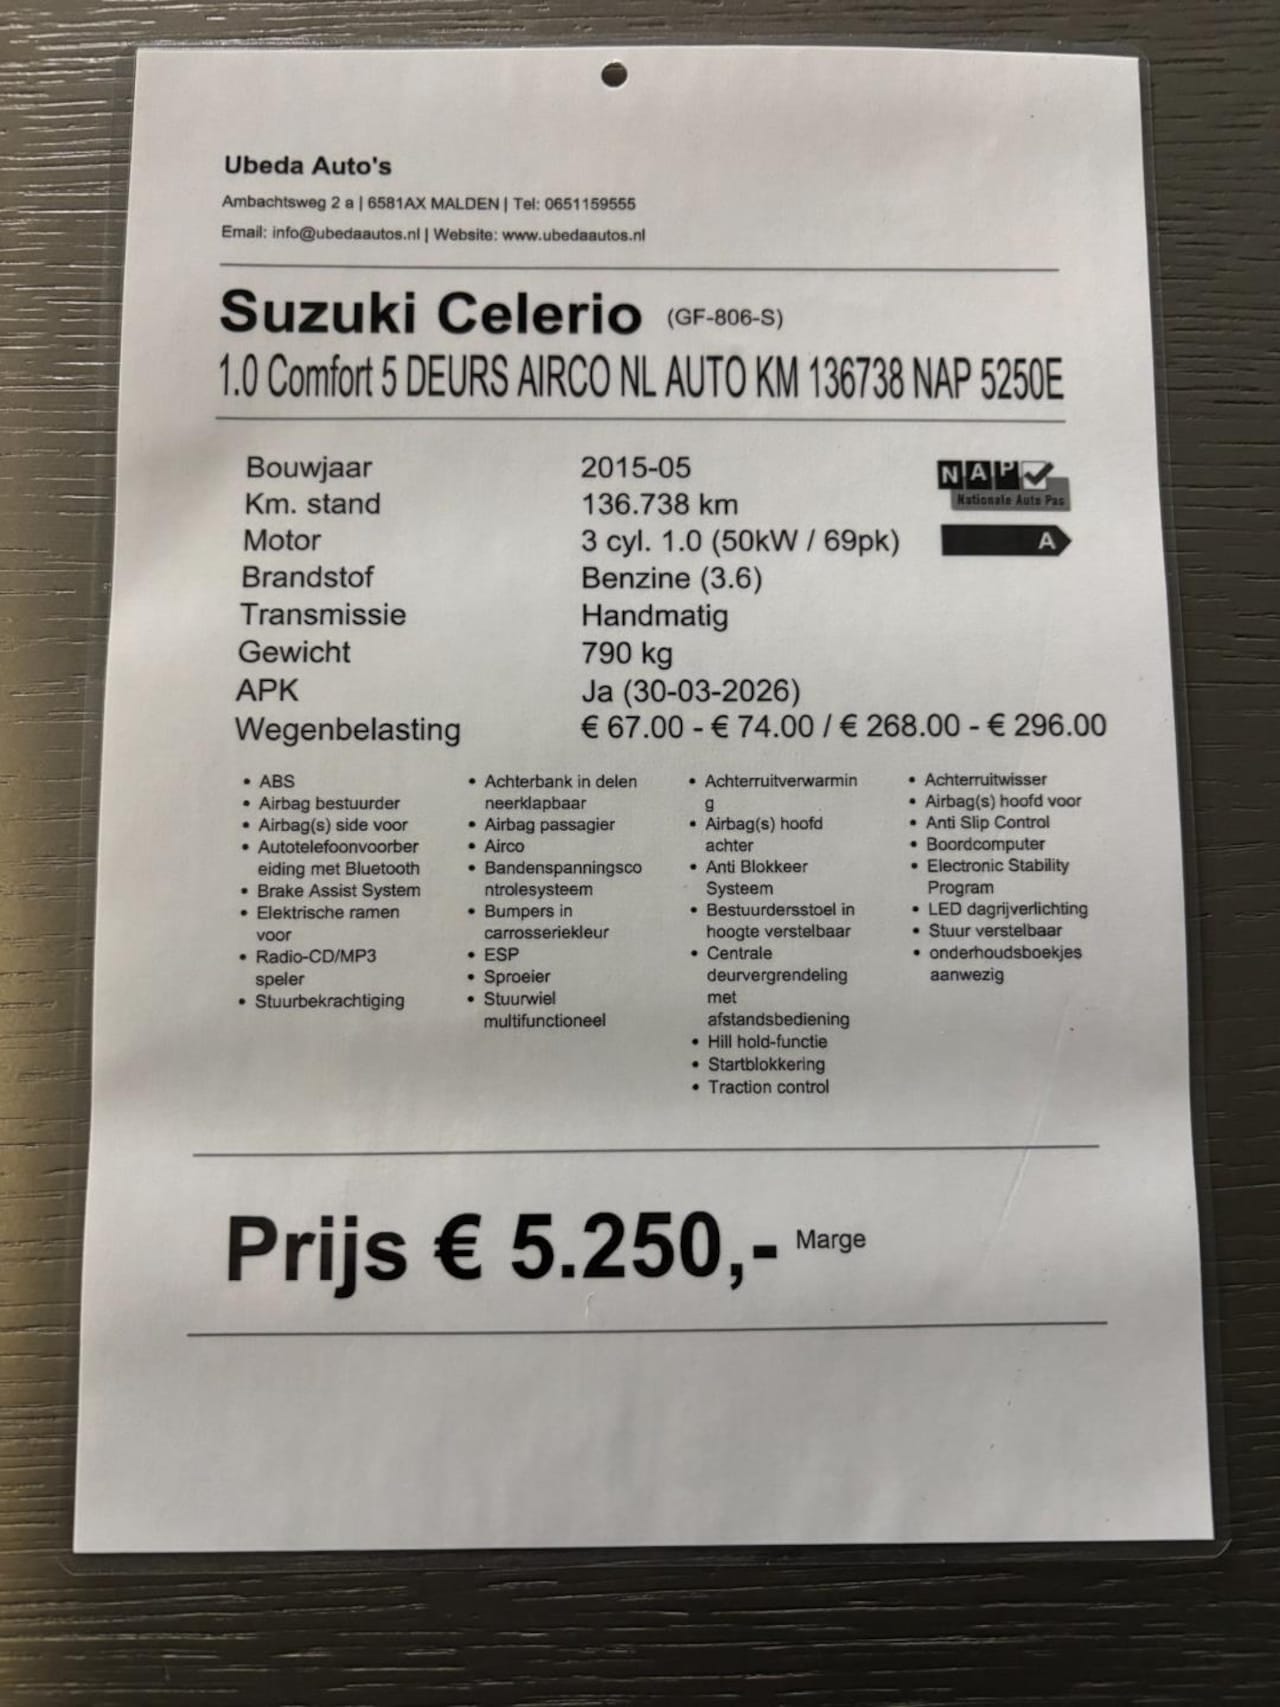 Ubeda Auto's
Ambachtsweg 2 a | 6581AX MALDEN | Tel: 0651159555
Email: info@ubedaautos.nl | Website: www.ubedaautos.nl
Suzuki Celerio (GF-806-S)
1.0 Comfort 5 DEURS AIRCO NL AUTO KM 136738 NAP 5250E
Bouwjaar 2015-05
Km. stand 136.738 km
Motor 3 cyl. 1.0 (50kW / 69pk)
Brandstof Benzine (3.6)
Transmissie Handmatig
Gewicht 790 kg
APK Ja (30-03-2026)
Wegenbelasting € 67.00 - € 74.00 / € 268.00 - € 296.00
NAP
Nationale Auto Pas
A
• ABS
• Airbag bestuurder
• Airbag(s) side voor
• Autotelefoonvoorber
eiding met Bluetooth
• Brake Assist System
• Elektrische ramen
voor
• Radio-CD/MP3
speler
• Stuurbekrachtiging
• Achterbank in delen
neerklapbaar
• Airbag passagier
• Airco
• Bandenspanningsco
ntrolesysteem
• Bumpers in
carrosseriekleur
• ESP
• Sproeier
• Stuurwiel
multifunctioneel
• Achterruitverwarmin
g
• Airbag(s) hoofd
achter
• Anti Blokkeer
Systeem
• Bestuurdersstoel in
hoogte verstelbaar
• Centrale
deurvergrendeling
met
afstandsbediening
• Hill hold-functie
• Startblokkering
• Traction control
• Achterruitwisser
• Airbag(s) hoofd voor
• Anti Slip Control
• Boordcomputer
• Electronic Stability
Program
• LED dagrijverlichting
• Stuur verstelbaar
• onderhoudsboekjes
aanwezig
Prijs € 5.250,- Marge